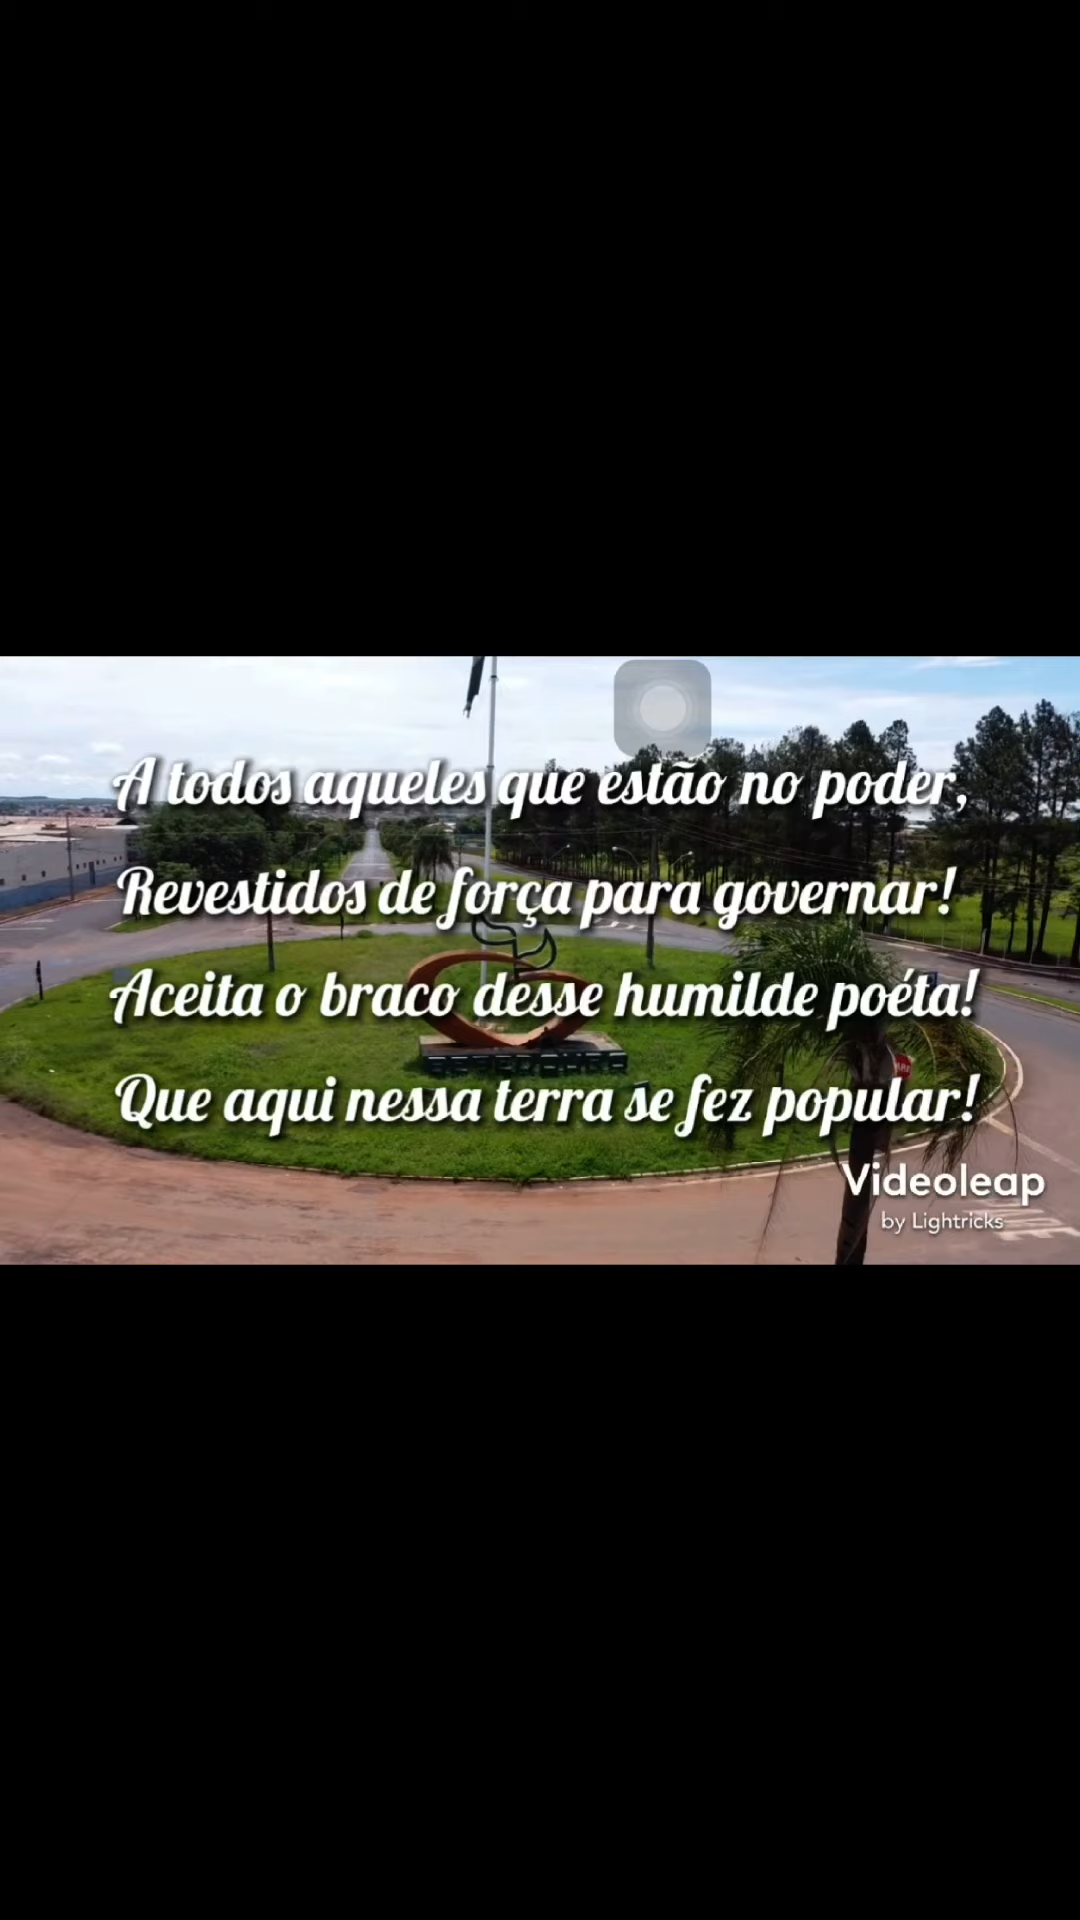 A todos aqueles que estão no poder,
Revestidos de força para governar!
Aceita o braco desse humilde poéta!
Que aqui nessa terra se fez popular!
Videoleap
by Lightricks